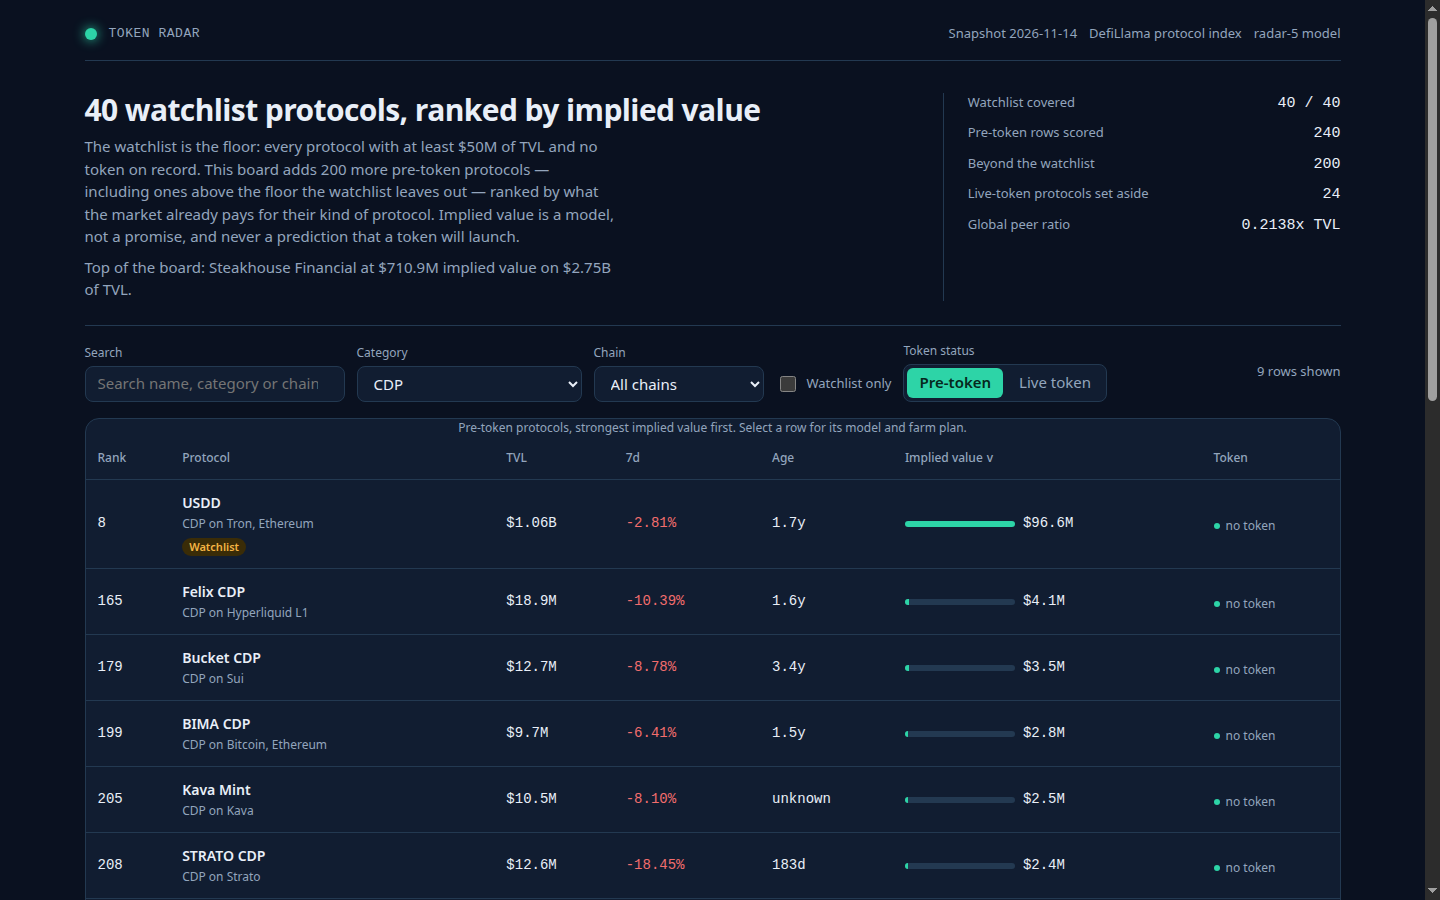 TOKEN RADAR
Snapshot 2026-11-14 DefiLlama protocol index radar-5 model
40 watchlist protocols, ranked by implied value
The watchlist is the floor: every protocol with at least $50M of TVL and no
token on record. This board adds 200 more pre-token protocols —
including ones above the floor the watchlist leaves out — ranked by what
the market already pays for their kind of protocol. Implied value is a model,
not a promise, and never a prediction that a token will launch.
Top of the board: Steakhouse Financial at $710.9M implied value on $2.75B
of TVL.
Watchlist covered 40 / 40
Pre-token rows scored 240
Beyond the watchlist 200
Live-token protocols set aside 24
Global peer ratio 0.2138x TVL
Search Category Chain Token status
Search name, category or chain CDP All chains Watchlist only Pre-token Live token 9 rows shown
Pre-token protocols, strongest implied value first. Select a row for its model and farm plan.
Rank Protocol TVL 7d Age Implied value v Token
8 USDD $1.06B -2.81% 1.7y $96.6M no token
CDP on Tron, Ethereum
Watchlist
165 Felix CDP $18.9M -10.39% 1.6y $4.1M no token
CDP on Hyperliquid L1
179 Bucket CDP $12.7M -8.78% 3.4y $3.5M no token
CDP on Sui
199 BIMA CDP $9.7M -6.41% 1.5y $2.8M no token
CDP on Bitcoin, Ethereum
205 Kava Mint $10.5M -8.10% unknown $2.5M no token
CDP on Kava
208 STRATO CDP $12.6M -18.45% 183d $2.4M no token
CDP on Strato